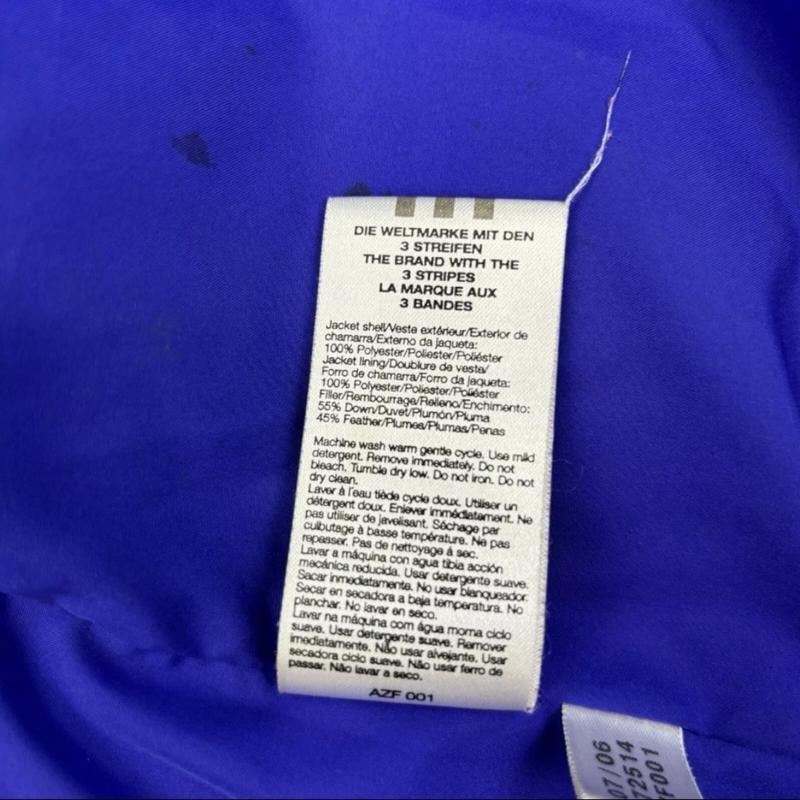 DIE WELTMARKE MIT DEN
3 STREIFEN
THE BRAND WITH THE
3 STRIPES
LA MARQUE AUX
3 BANDES
Jacket shell/Veste extérieur/Exterior de
chamarra/Externo da jaqueta:
100% Polyester/Poliester/Poliéster
Jacket lining/Doublure de vesta/
Forro de chamarra/Forro da jaqueta:
100% Polyester/Poliester/Poliéster
Filler/Rembourrage/Relleno/Enchimento:
55% Down/Duvet/Plumón/Pluma
45% Feather/Plumes/Plumas/Penas
Machine wash warm gentle cycle. Use mild
detergent. Remove immediately. Do not
bleach. Tumble dry low. Do not iron. Do not
dry clean.
Laver à l'eau tiède cycle doux. Utiliser un
détergent doux. Enlever immédiatement. Ne
pas utiliser de javelisant. Séchage par
culbutage à basse température. Ne pas
repasser. Pas de nettoyage à sec.
Lavar a máquina con agua tibia acción
mecánica reducida. Usar detergente suave.
Sacar inmediatamente. No usar blanqueador.
Secar en secadora a baja temperatura. No
planchar. No lavar en seco.
Lavar na máquina com água morna ciclo
suave. Usar detergente suave. Remover
imediatamente. Não usar alvejante. Usar
secadora ciclo suave. Não usar ferro de
passar. Não lavar a seco.
AZF 001
07/06
72514
F001